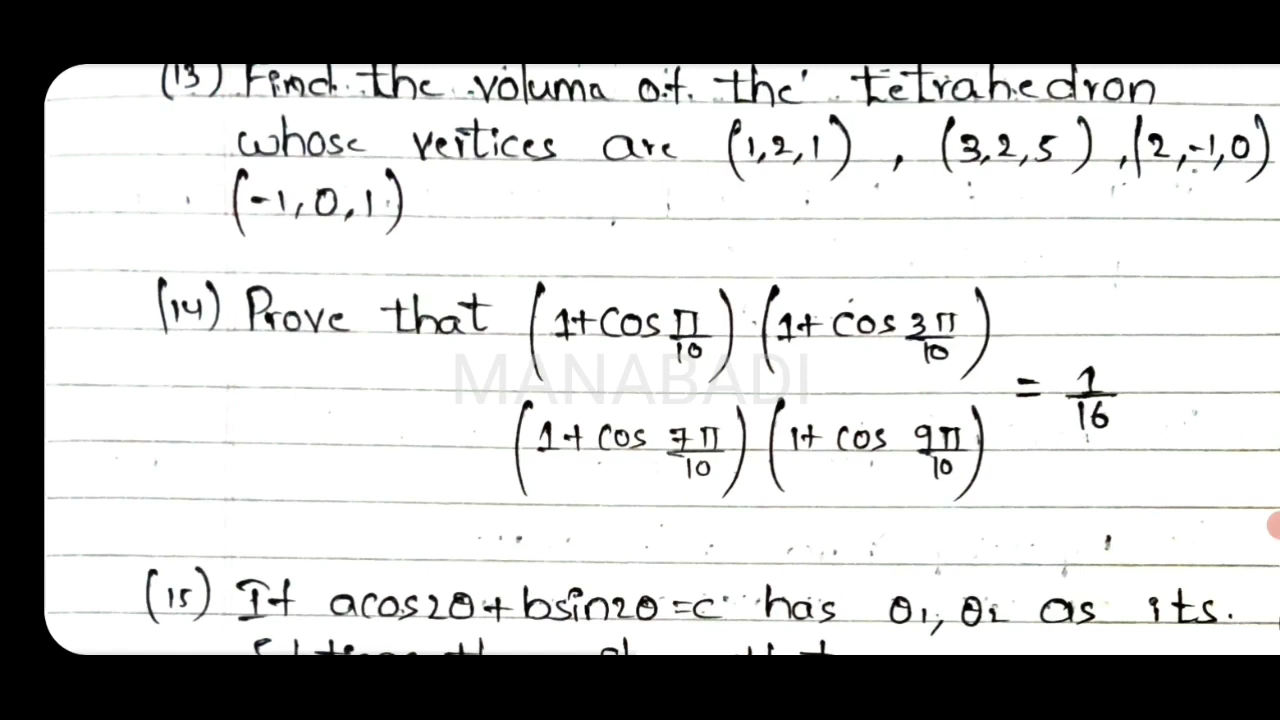 (13) Find the voluma of the tetrahedron
whose vertices are (1,2,1) , (3,2,5) , (2,-1,0)
(-1,0,1)
(14) Prove that (1+cos π/10) . (1+ cos 3π/10)
MANABADI
(1+ cos 7π/10) (1+ cos 9π/10) = 1/16
(15) If acos2θ+bsin2θ=c has θ1, θ2 as its.